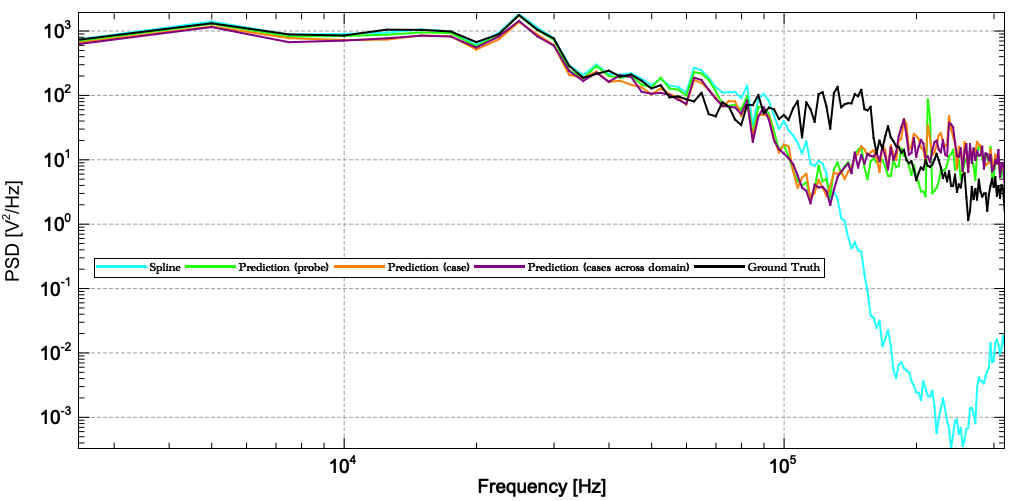 10³
10²
10¹
10⁰
10⁻¹
10⁻²
10⁻³
PSD [V²/Hz]
Spline Prediction (probe) Prediction (case) Prediction (cases across domain) Ground Truth
10⁴ 10⁵
Frequency [Hz]